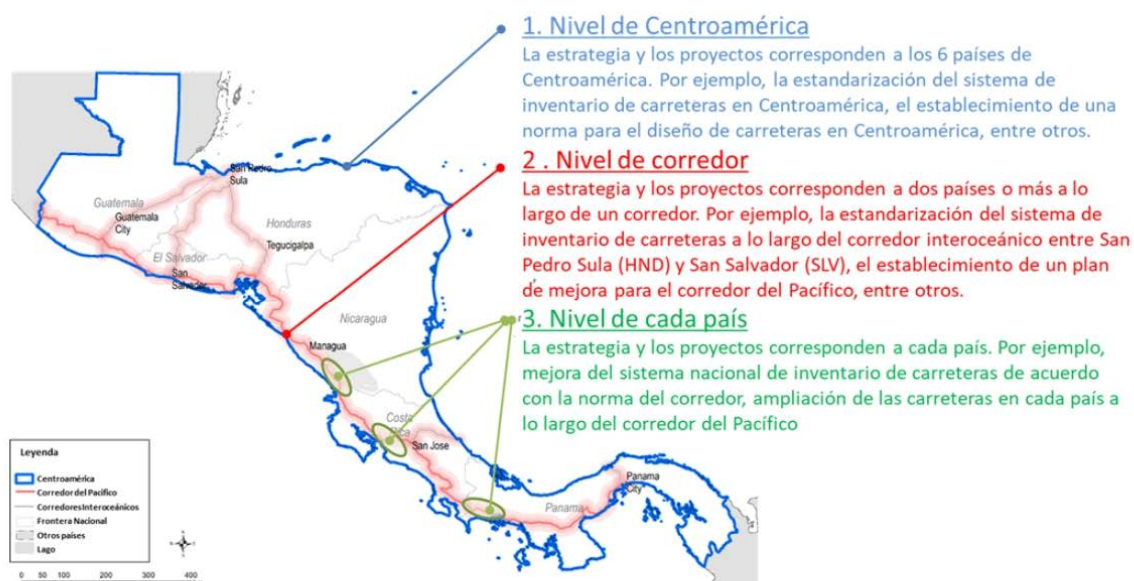 1. Nivel de Centroamérica
La estrategia y los proyectos corresponden a los 6 países de
Centroamérica. Por ejemplo, la estandarización del sistema de
inventario de carreteras en Centroamérica, el establecimiento de una
norma para el diseño de carreteras en Centroamérica, entre otros.
2 . Nivel de corredor
La estrategia y los proyectos corresponden a dos países o más a lo
largo de un corredor. Por ejemplo, la estandarización del sistema de
inventario de carreteras a lo largo del corredor interoceánico entre San
Pedro Sula (HND) y San Salvador (SLV), el establecimiento de un plan
de mejora para el corredor del Pacífico, entre otros.
3. Nivel de cada país
La estrategia y los proyectos corresponden a cada país. Por ejemplo,
mejora del sistema nacional de inventario de carreteras de acuerdo
con la norma del corredor, ampliación de las carreteras en cada país a
lo largo del corredor del Pacífico
San Pedro
Sula
Guatemala
Guatemala
City
Honduras
Tegucigalpa
El Salvador
San
Salvador
Nicaragua
Managua
Costa
Rica
San Jose
Panama
City
Panama
Leyenda
Centroamérica
Corredor del Pacifico
Corredores Interoceánicos
Frontera Nacional
Otros países
Lago
0 50 100 200 300 400